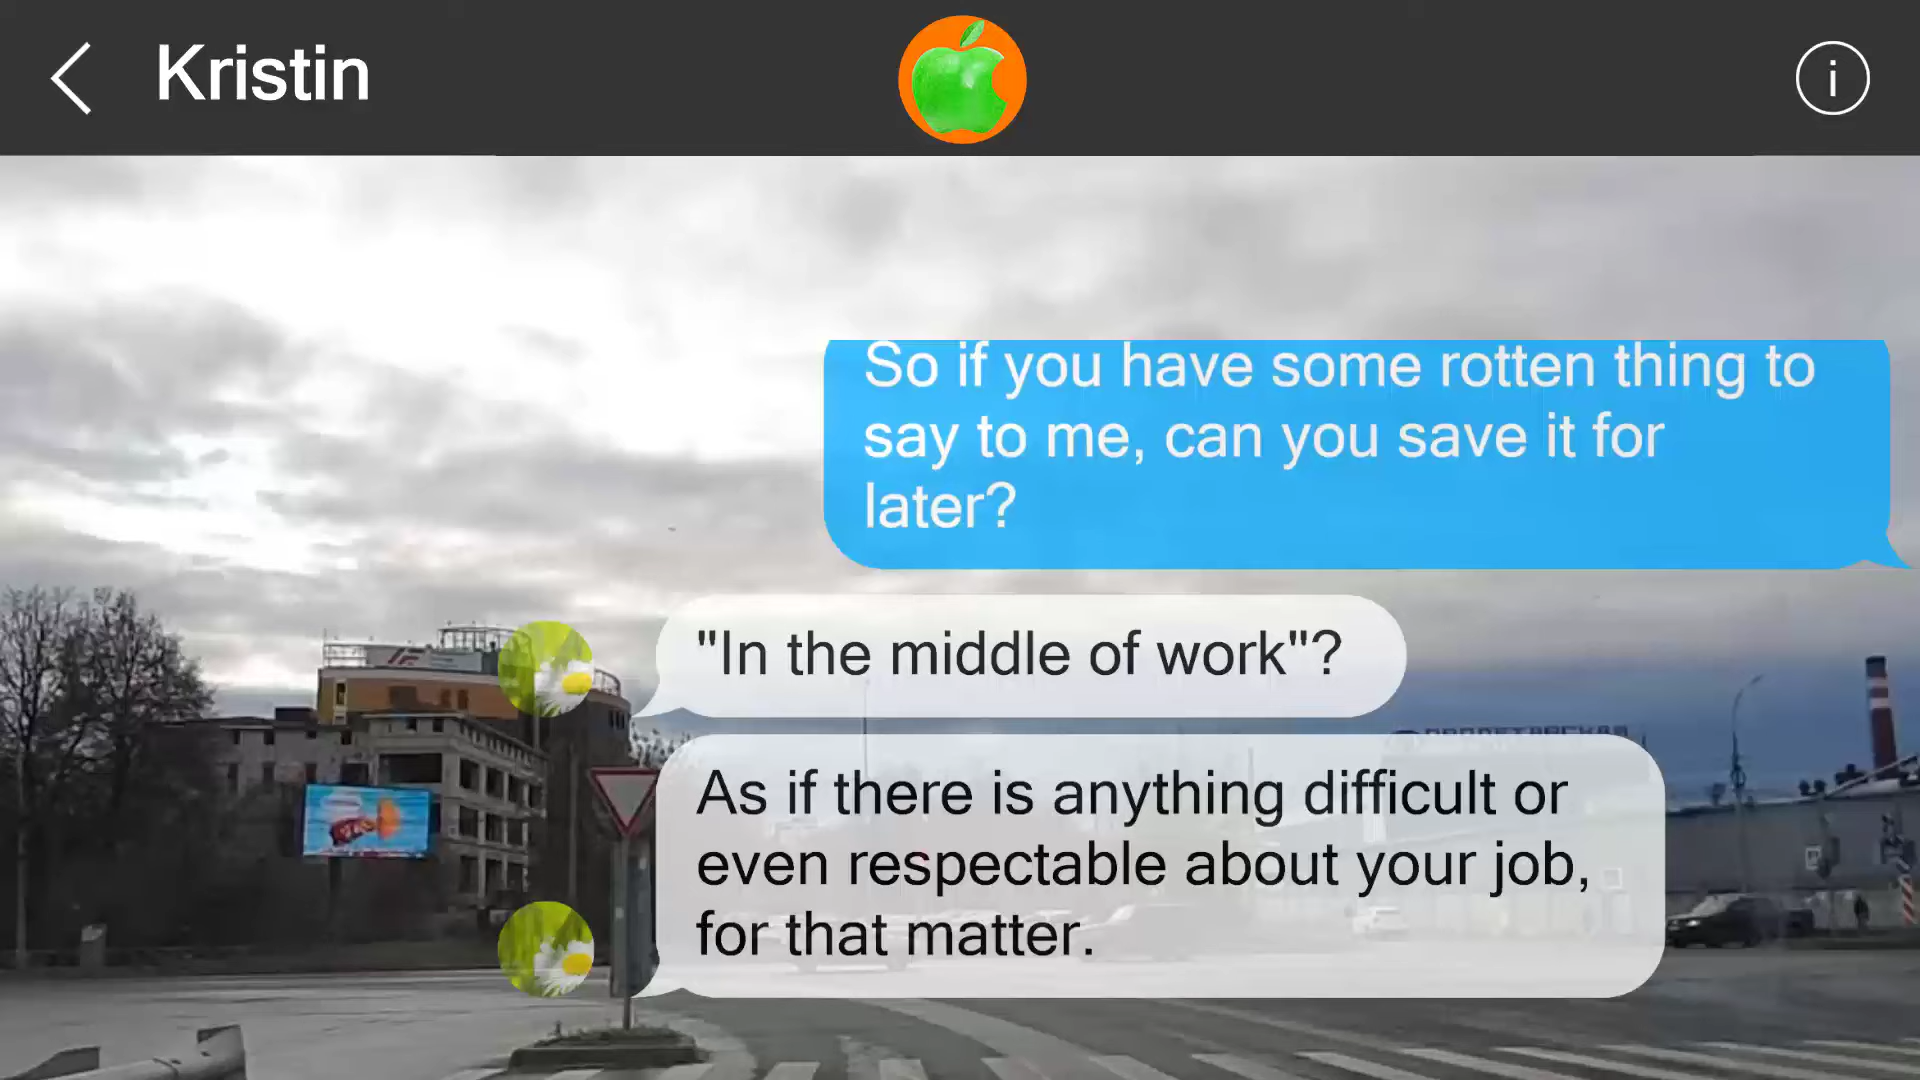 Kristin
i
So if you have some rotten thing to
say to me, can you save it for
later?
"In the middle of work"?
As if there is anything difficult or
even respectable about your job,
for that matter.